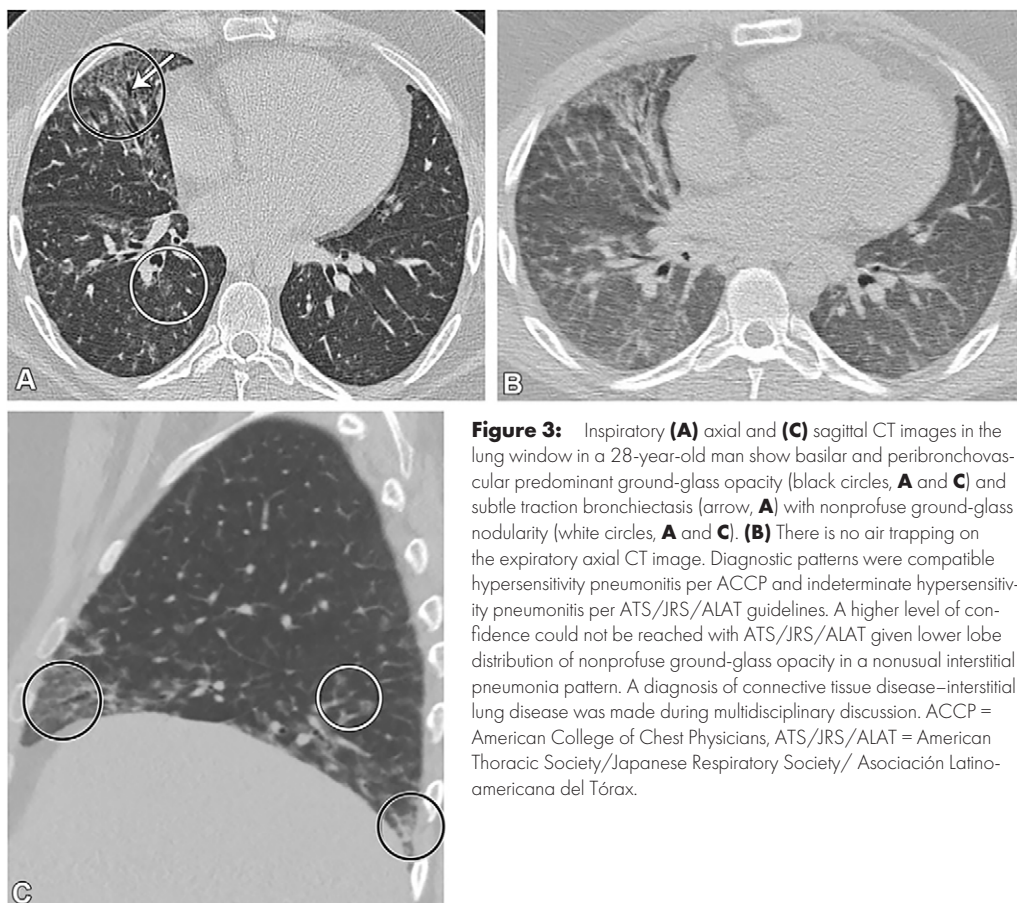 A
B
C
Figure 3: Inspiratory (A) axial and (C) sagittal CT images in the
lung window in a 28-year-old man show basilar and peribronchovas-
cular predominant ground-glass opacity (black circles, A and C) and
subtle traction bronchiectasis (arrow, A) with nonprofuse ground-glass
nodularity (white circles, A and C). (B) There is no air trapping on
the expiratory axial CT image. Diagnostic patterns were compatible
hypersensitivity pneumonitis per ACCP and indeterminate hypersensitiv-
ity pneumonitis per ATS/JRS/ALAT guidelines. A higher level of con-
fidence could not be reached with ATS/JRS/ALAT given lower lobe
distribution of nonprofuse ground-glass opacity in a nonusual interstitial
pneumonia pattern. A diagnosis of connective tissue disease–interstitial
lung disease was made during multidisciplinary discussion. ACCP =
American College of Chest Physicians, ATS/JRS/ALAT = American
Thoracic Society/Japanese Respiratory Society/ Asociación Latino-
americana del Tórax.